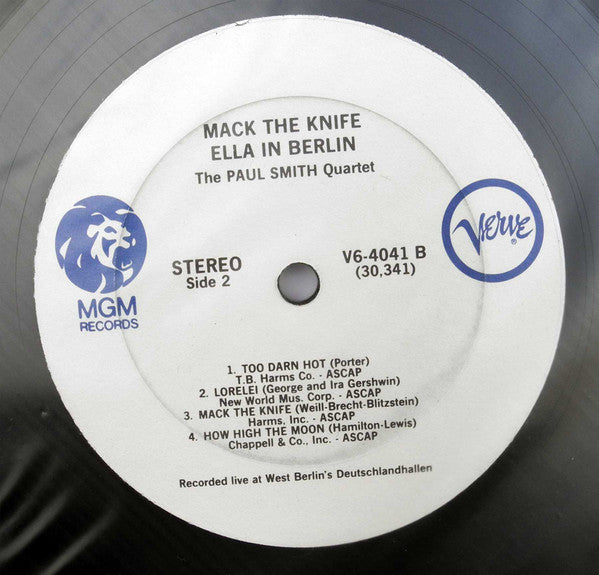 MACK THE KNIFE
ELLA IN BERLIN
The PAUL SMITH Quartet
MGM
RECORDS
STEREO
Side 2
V6-4041 B
(30,341)
Verve®
1. TOO DARN HOT (Porter)
T.B. Harms Co. - ASCAP
2. LORELEI (George and Ira Gershwin)
New World Mus. Corp. - ASCAP
3. MACK THE KNIFE (Weill-Brecht-Blitzstein)
Harms, Inc. - ASCAP
4. HOW HIGH THE MOON (Hamilton-Lewis)
Chappell & Co., Inc. - ASCAP
Recorded live at West Berlin's Deutschlandhallen